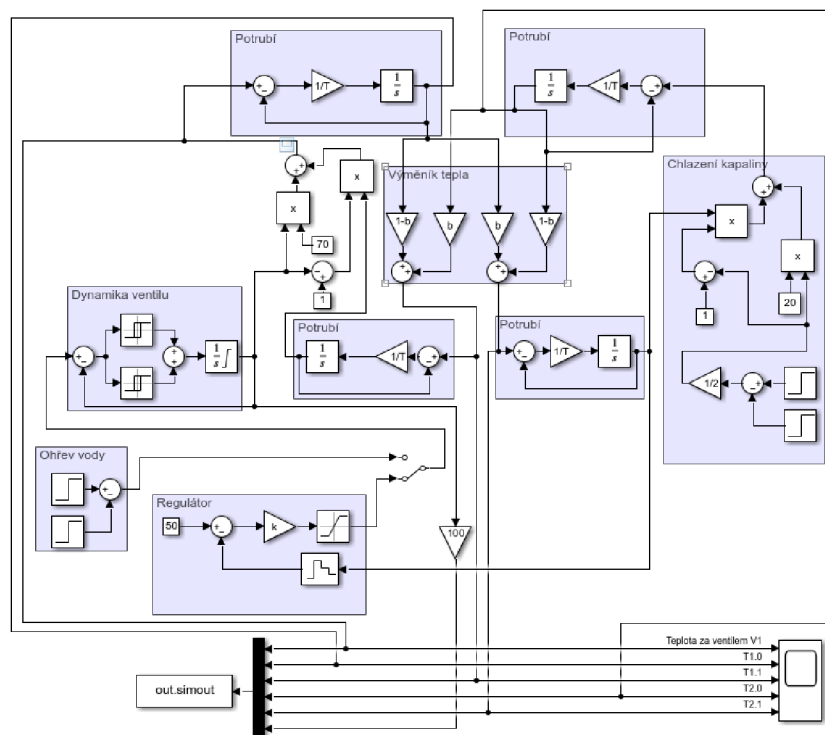 Potrubí
+
−
1/T
1
s
Potrubí
1
s
1/T
−
+
Výměník tepla
1-b
b
b
1-b
+
+
+
+
Chlazení kapaliny
+
+
x
x
−
+
1
20
1/2
−
+
+
+
x
x
70
−
+
1
Dynamika ventilu
+
−
+
+
1
s
Potrubí
1
s
1/T
−
+
Potrubí
+
−
1/T
1
s
Ohřev vody
+
−
Regulátor
50
+
−
k
100
Teplota za ventilem V1
T1.0
T1.1
T2.0
T2.1
out.simout